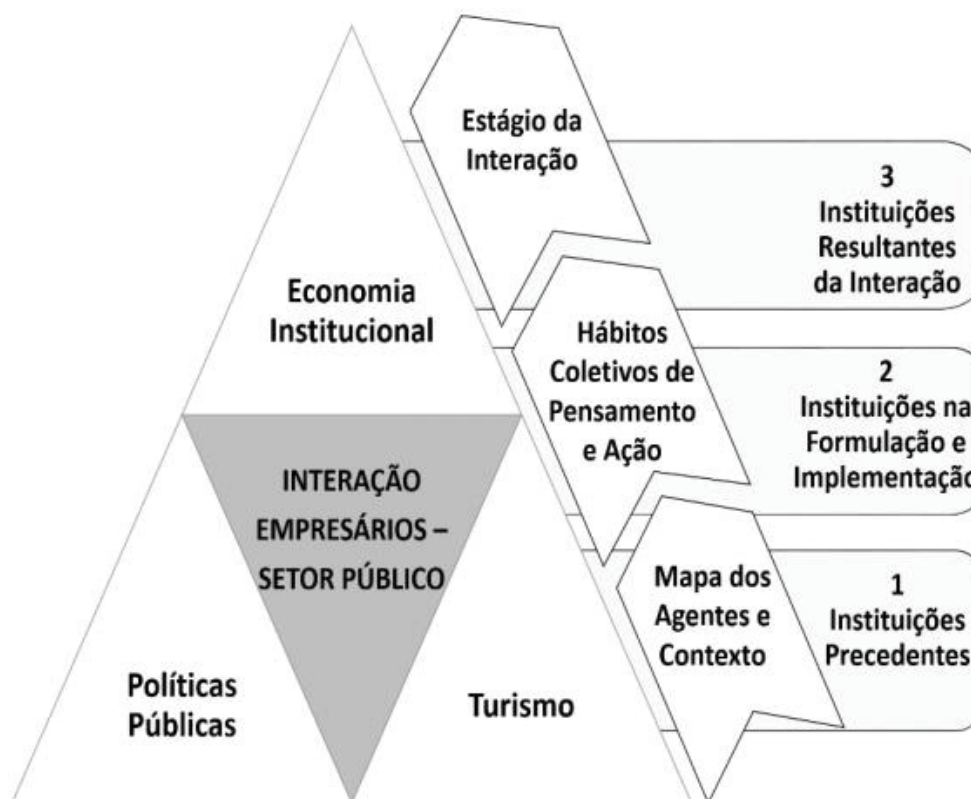 Estágio da
Interação
3
Instituições
Resultantes
da Interação
Economia
Institucional
Hábitos
Coletivos de
Pensamento
e Ação
2
Instituições na
Formulação e
Implementação
INTERAÇÃO
EMPRESÁRIOS –
SETOR PÚBLICO
Mapa dos
Agentes e
Contexto
1
Instituições
Precedentes
Políticas
Públicas
Turismo